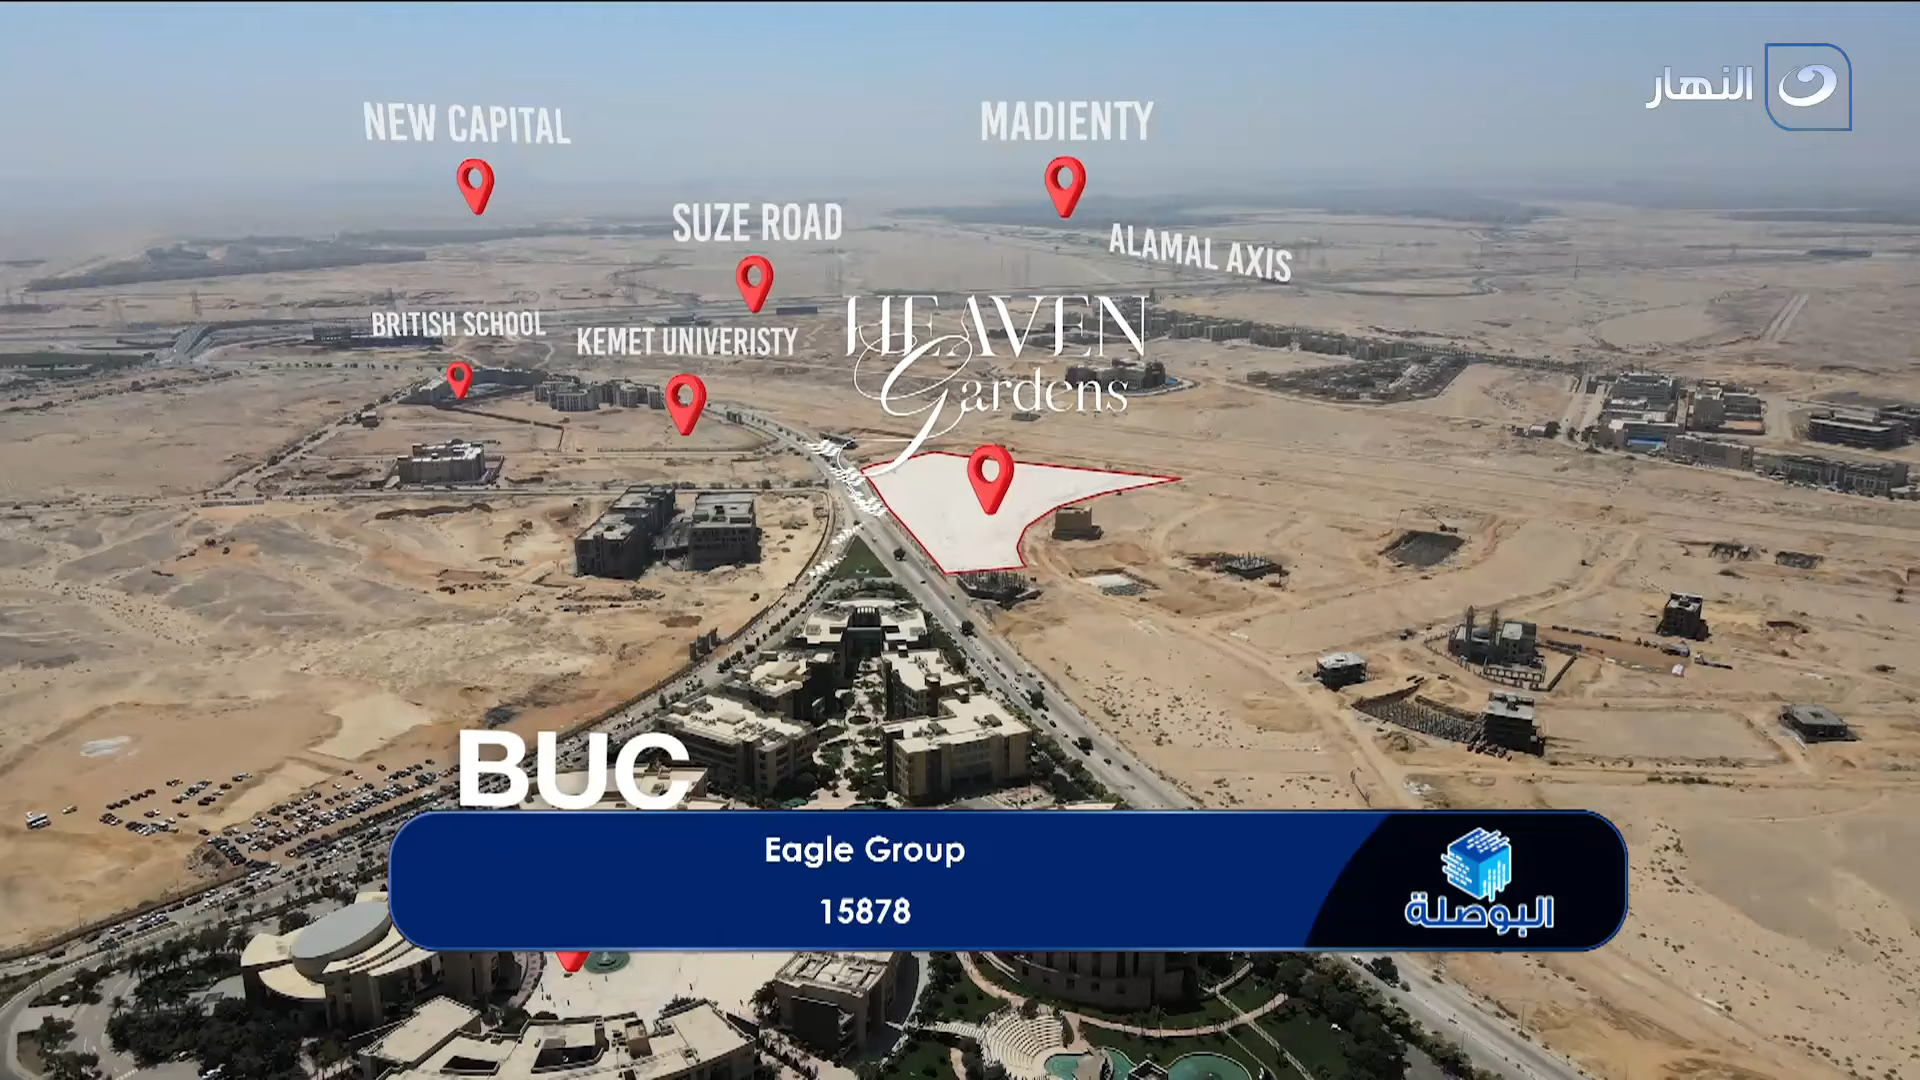 النهار
NEW CAPITAL
MADIENTY
SUZE ROAD
ALAMAL AXIS
BRITISH SCHOOL
KEMET UNIVERISTY
HEAVEN
Gardens
BUC
Eagle Group
15878
البوصلة